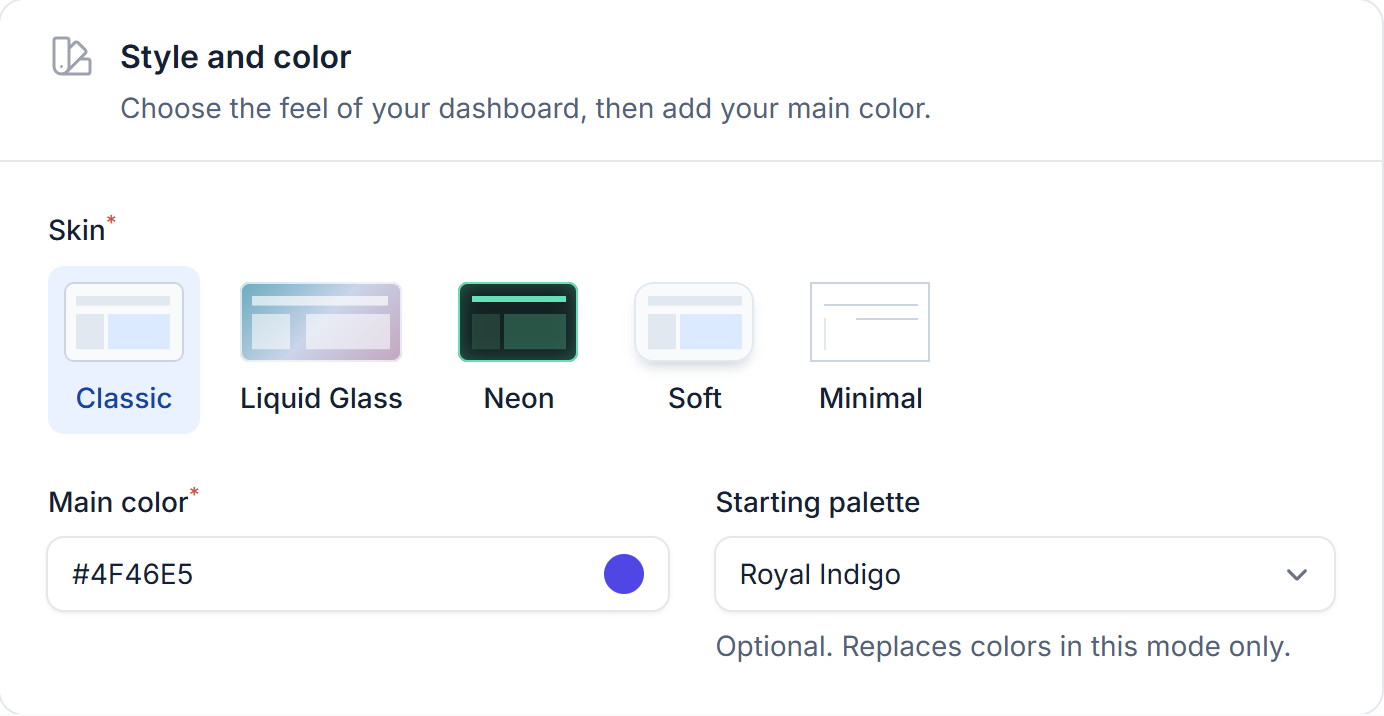 Style and color
Choose the feel of your dashboard, then add your main color.
Skin*
Classic
Liquid Glass
Neon
Soft
Minimal
Main color*
#4F46E5
Starting palette
Royal Indigo
Optional. Replaces colors in this mode only.